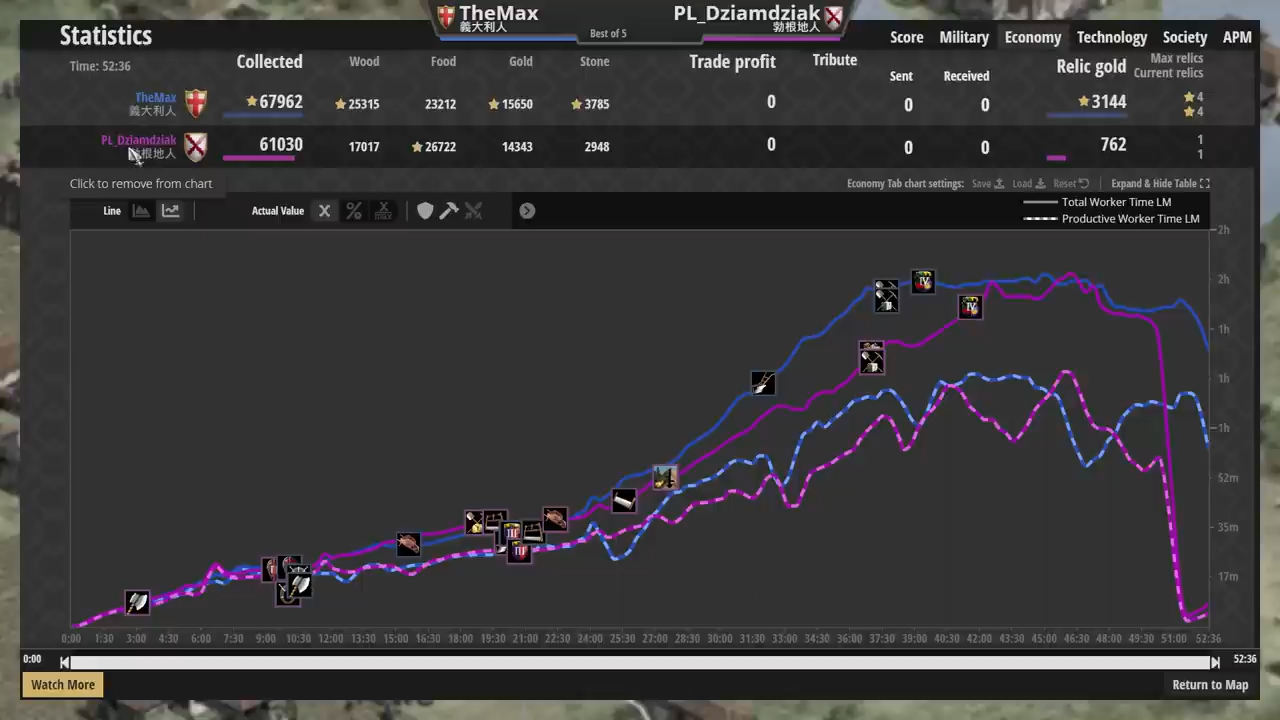 TheMax
義大利人
Best of 5
PL_Dziamdziak
勃根地人
Statistics
Score Military Economy Technology Society APM
Time: 52:36
Collected Wood Food Gold Stone Trade profit Tribute Sent Received Relic gold Max relics
Current relics
TheMax
義大利人
67962 25315 23212 15650 3785 0 0 0 3144 4
4
PL_Dziamdziak
勃根地人
61030 17017 26722 14343 2948 0 0 0 762 1
1
Click to remove from chart
Economy Tab chart settings: Save Load Reset Expand & Hide Table
Line Actual Value X %
Total Worker Time LM
Productive Worker Time LM
2h
2h
1h
1h
1h
52m
35m
17m
IV
IV
III
III
0:00 1:30 3:00 4:30 6:00 7:30 9:00 10:30 12:00 13:30 15:00 16:30 18:00 19:30 21:00 22:30 24:00 25:30 27:00 28:30 30:00 31:30 33:00 34:30 36:00 37:30 39:00 40:30 42:00 43:30 45:00 46:30 48:00 49:30 51:00 52:36
0:00 52:36
Watch More
Return to Map